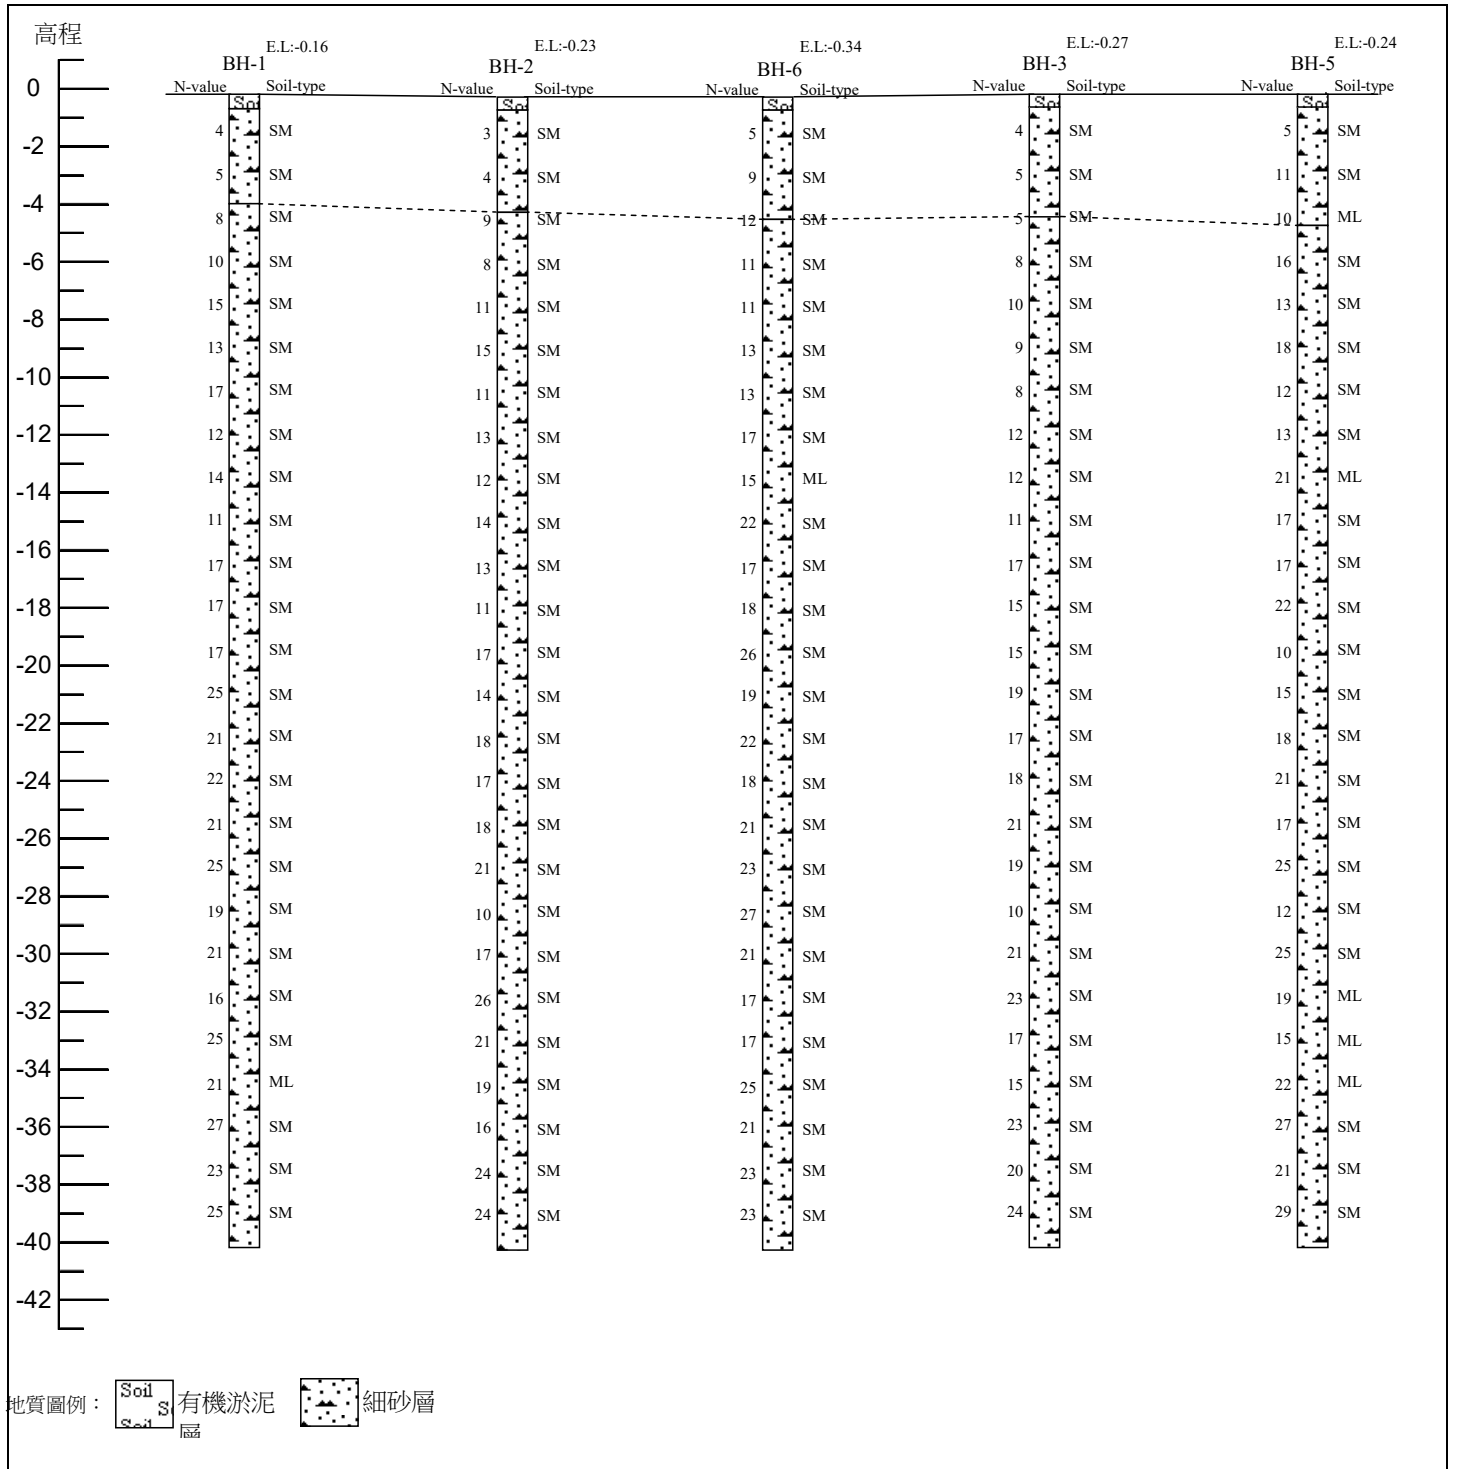 高程
E.L:-0.16 E.L:-0.23 E.L:-0.34 E.L:-0.27 E.L:-0.24
BH-1 BH-2 BH-6 BH-3 BH-5
N-value Soil-type N-value Soil-type N-value Soil-type N-value Soil-type N-value Soil-type
0
4 SM 3 SM 5 SM 4 SM 5 SM
-2
5 SM 4 SM 9 SM 5 SM 11 SM
-4
8 SM 9 SM 12 SM 5 SM 10 ML
-6 10 SM 8 SM 11 SM 8 SM 16 SM
15 SM 11 SM 11 SM 10 SM 13 SM
-8
13 SM 15 SM 13 SM 9 SM 18 SM
-10
17 SM 11 SM 13 SM 8 SM 12 SM
-12 12 SM 13 SM 17 SM 12 SM 13 SM
14 SM 12 SM 15 ML 12 SM 21 ML
-14
11 SM 14 SM 22 SM 11 SM 17 SM
-16
17 SM 13 SM 17 SM 17 SM 17 SM
-18 17 SM 11 SM 18 SM 15 SM 22 SM
17 SM 17 SM 26 SM 15 SM 10 SM
-20
25 SM 14 SM 19 SM 19 SM 15 SM
-22
21 SM 18 SM 22 SM 17 SM 18 SM
-24 22 SM 17 SM 18 SM 18 SM 21 SM
21 SM 18 SM 21 SM 21 SM 17 SM
-26
25 SM 21 SM 23 SM 19 SM 25 SM
-28
19 SM 10 SM 27 SM 10 SM 12 SM
-30 21 SM 17 SM 21 SM 21 SM 25 SM
16 SM 26 SM 17 SM 23 SM 19 ML
-32
25 SM 21 SM 17 SM 17 SM 15 ML
-34
21 ML 19 SM 25 SM 15 SM 22 ML
-36 27 SM 16 SM 21 SM 23 SM 27 SM
23 SM 24 SM 23 SM 20 SM 21 SM
-38
25 SM 24 SM 23 SM 24 SM 29 SM
-40
-42
地質圖例： Soil 有機淤泥 細砂層
層